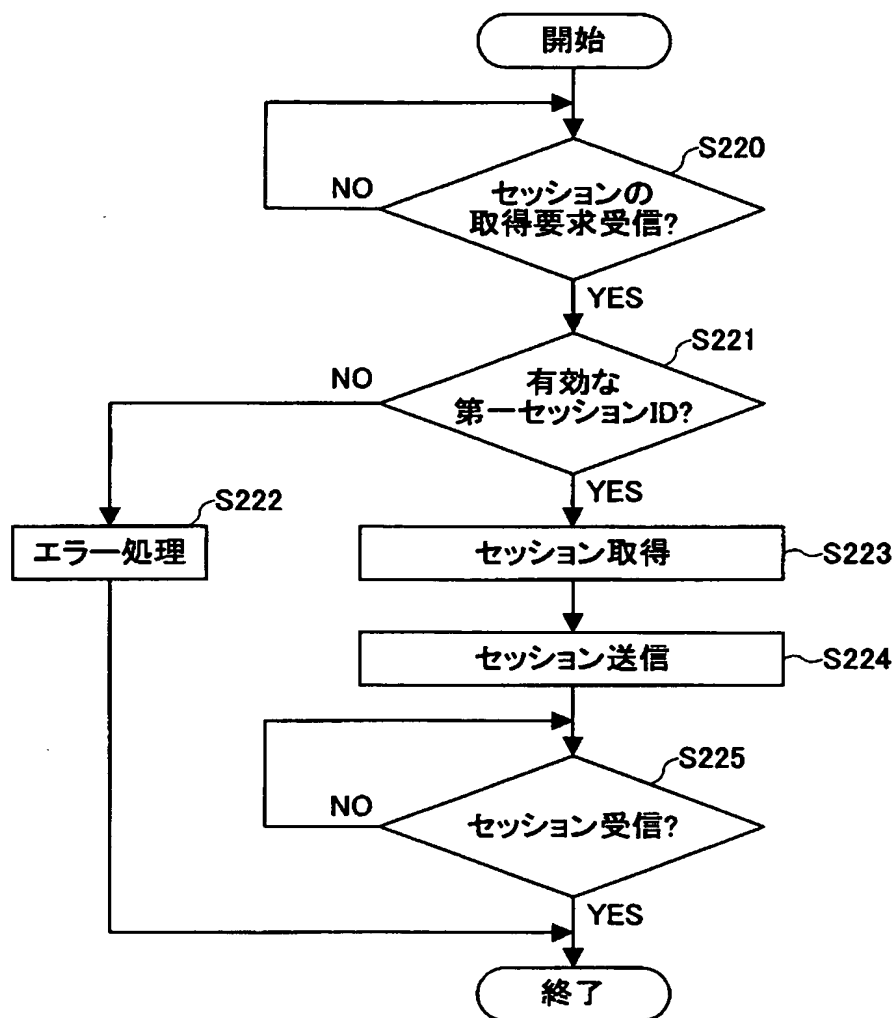 開始
S220
NO
セッションの
取得要求受信?
YES
S221
NO
有効な
第一セッションID?
YES
S222
エラー処理
セッション取得
S223
セッション送信
S224
S225
NO
セッション受信?
YES
終了